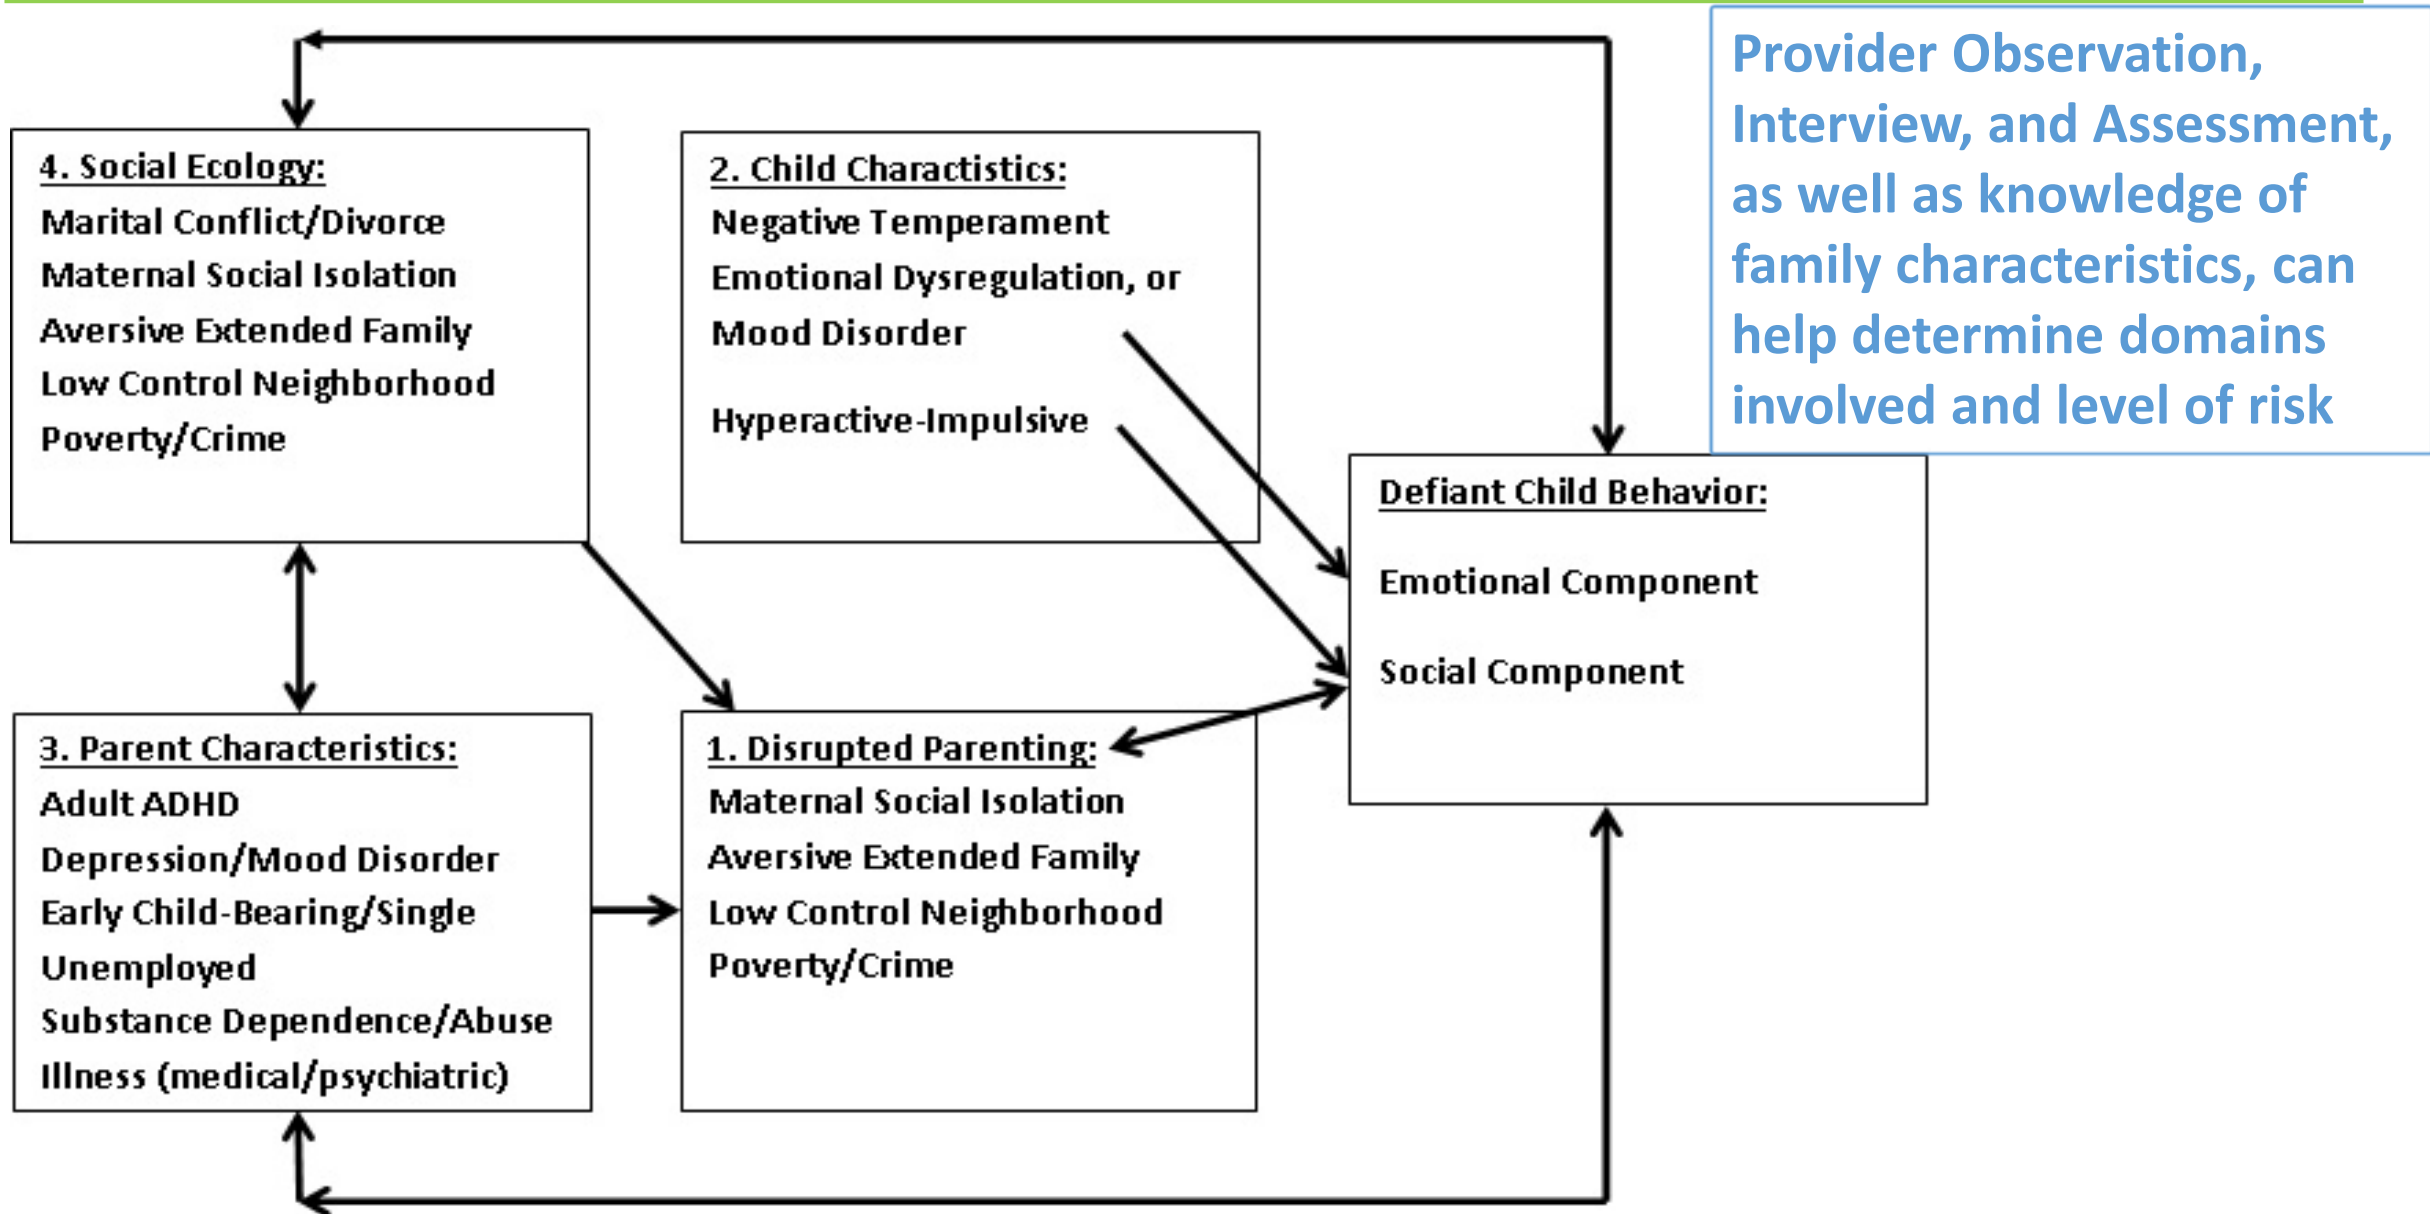 Provider Observation,
Interview, and Assessment,
as well as knowledge of
family characteristics, can
help determine domains
involved and level of risk
4. Social Ecology:
Marital Conflict/Divorce
Maternal Social Isolation
Aversive Extended Family
Low Control Neighborhood
Poverty/Crime
2. Child Charactistics:
Negative Temperament
Emotional Dysregulation, or
Mood Disorder
Hyperactive-Impulsive
Defiant Child Behavior:
Emotional Component
Social Component
3. Parent Characteristics:
Adult ADHD
Depression/Mood Disorder
Early Child-Bearing/Single
Unemployed
Substance Dependence/Abuse
Illness (medical/psychiatric)
1. Disrupted Parenting:
Maternal Social Isolation
Aversive Extended Family
Low Control Neighborhood
Poverty/Crime